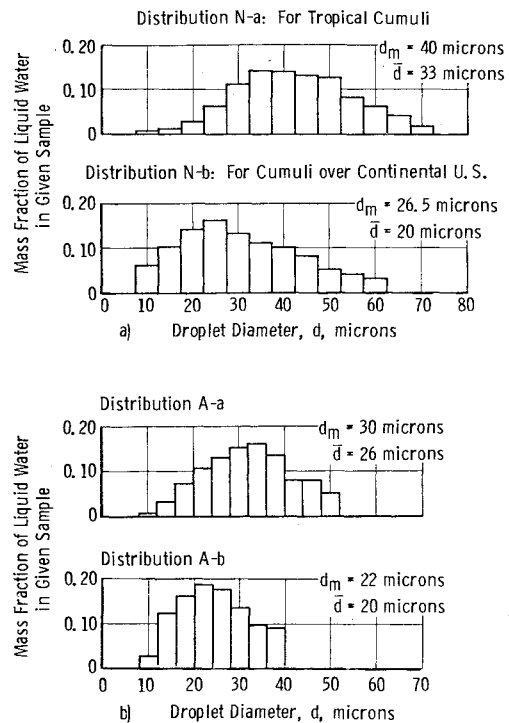 Distribution N-a: For Tropical Cumuli
dm = 40 microns
d̅ = 33 microns
0.20
0.10
0
Mass Fraction of Liquid Water
in Given Sample
Distribution N-b: For Cumuli over Continental U. S.
dm = 26.5 microns
d̅ = 20 microns
0.20
0.10
0
0 10 20 30 40 50 60 70 80
a) Droplet Diameter, d, microns
Distribution A-a
dm = 30 microns
d̅ = 26 microns
0.20
0.10
0
Mass Fraction of Liquid Water
in Given Sample
Distribution A-b
dm = 22 microns
d̅ = 20 microns
0.20
0.10
0
0 10 20 30 40 50 60 70
b) Droplet Diameter, d, microns